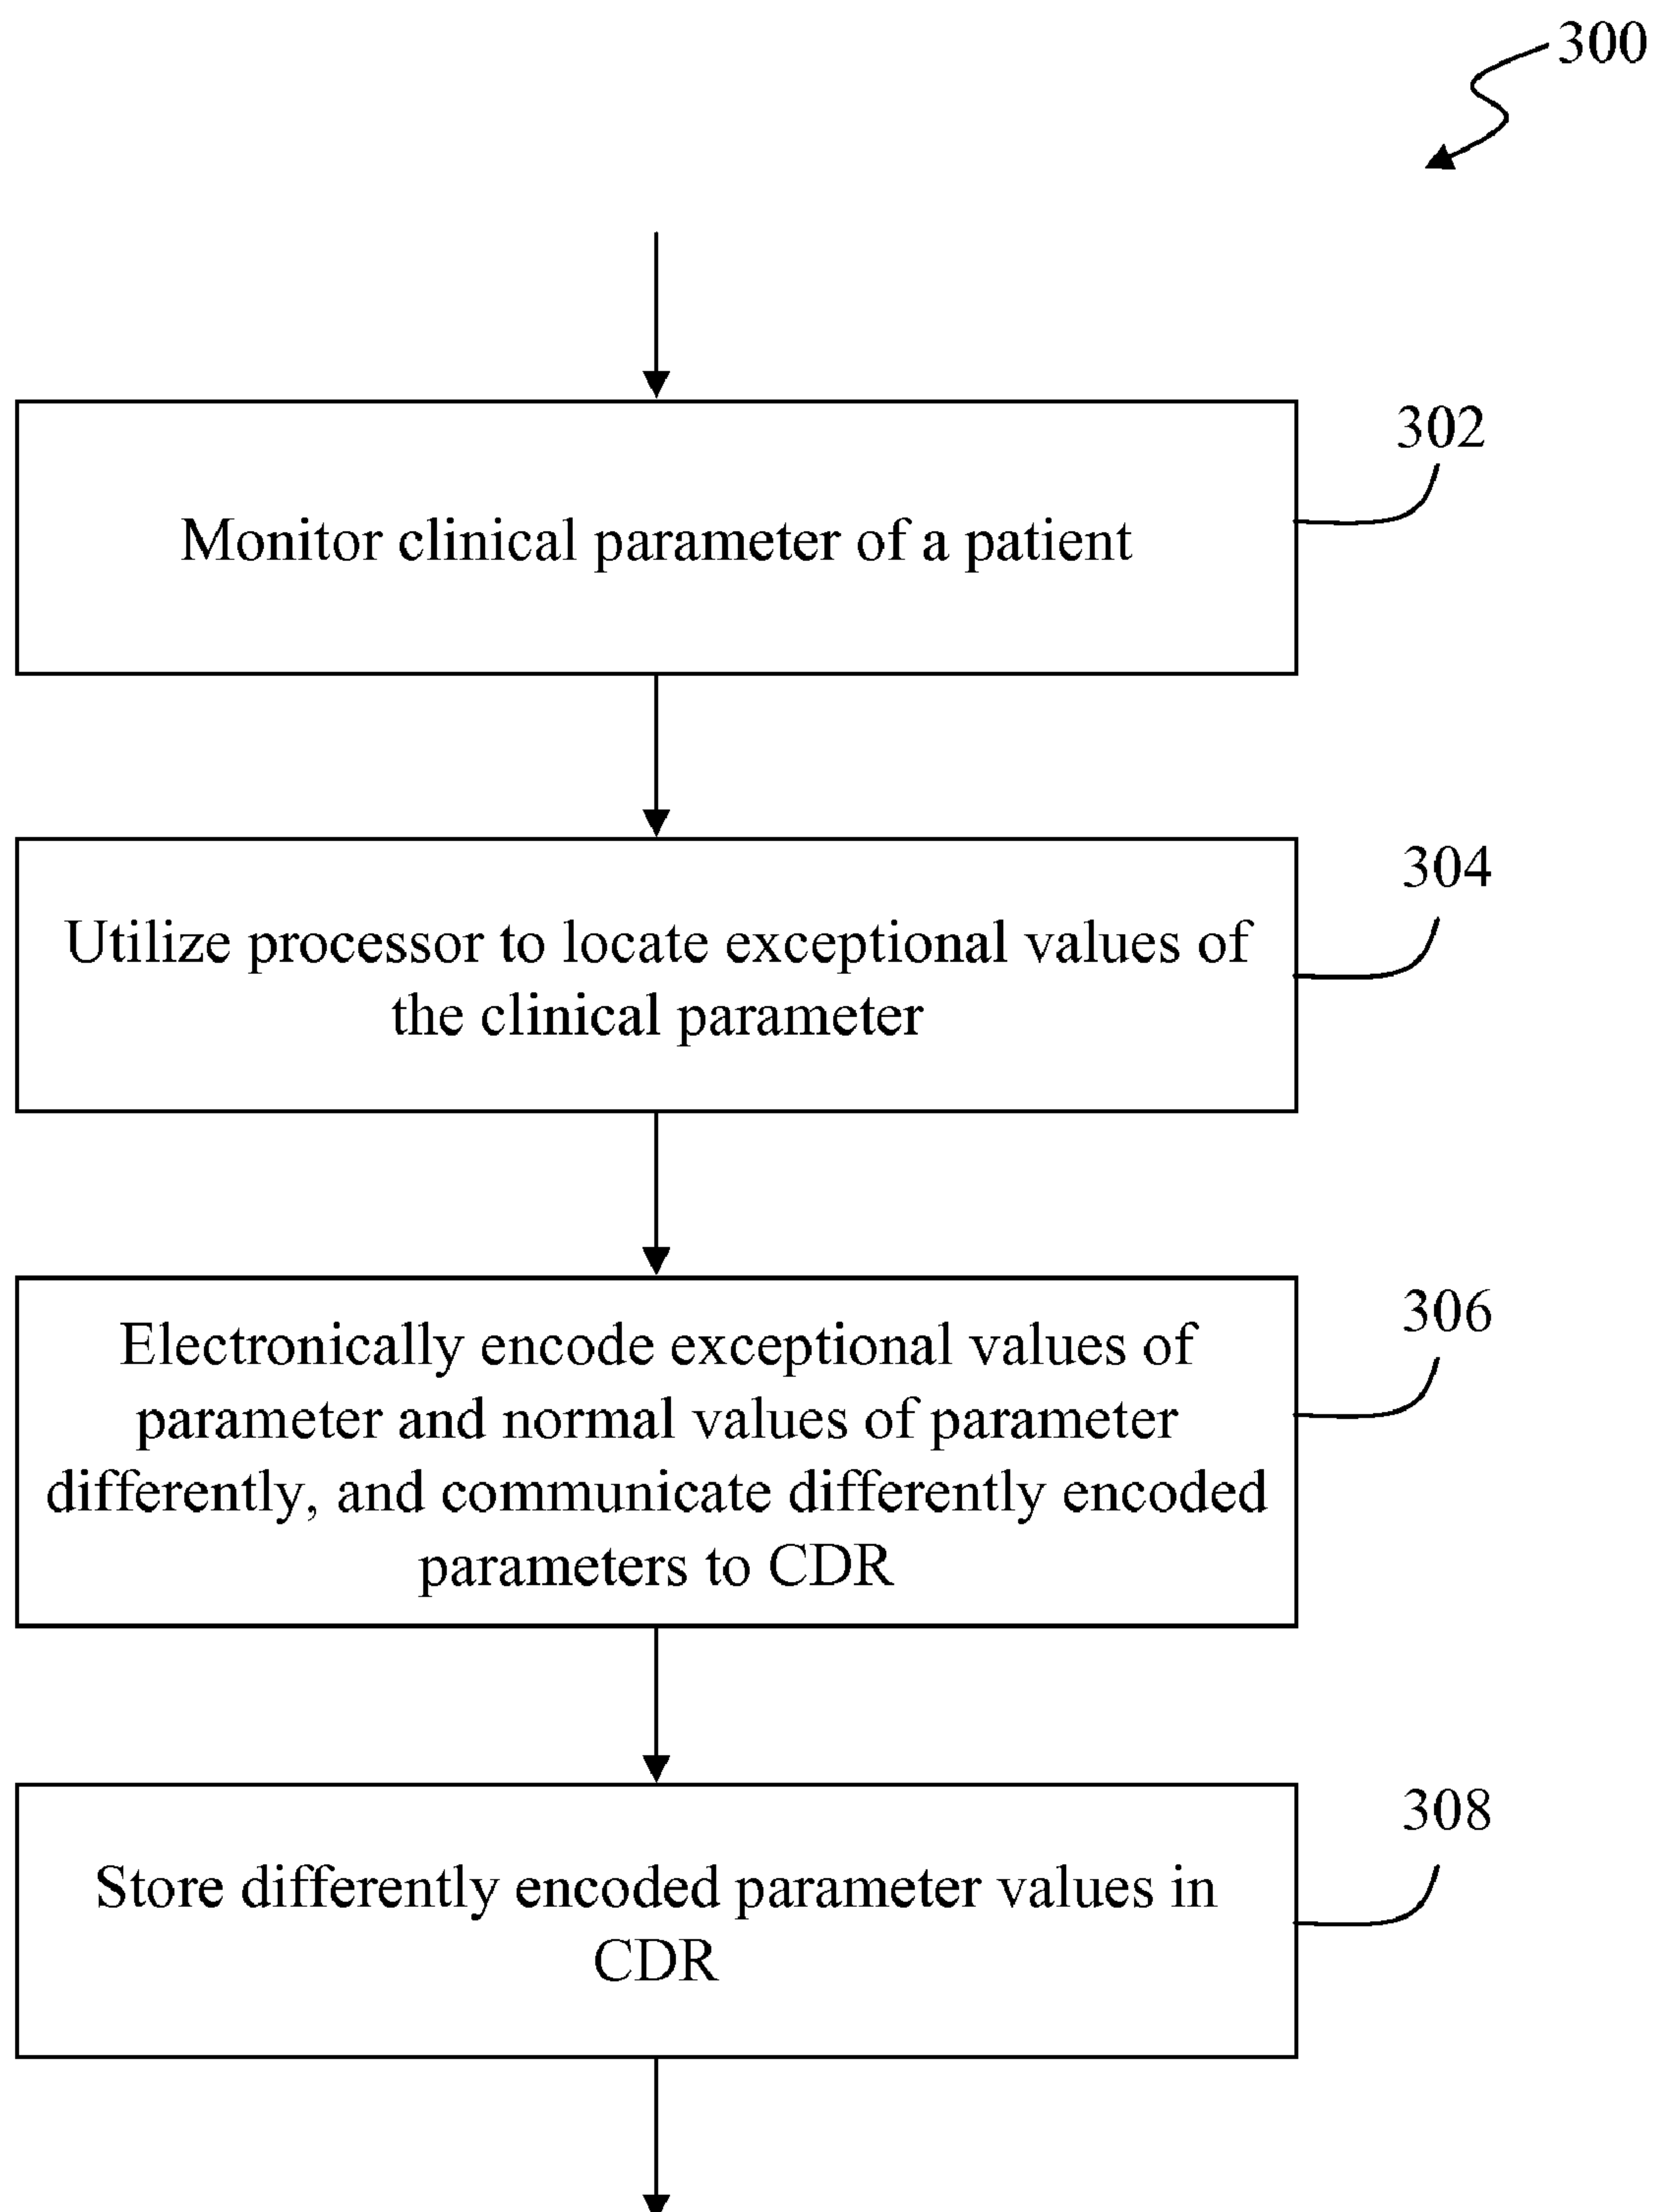 300
302
Monitor clinical parameter of a patient
304
Utilize processor to locate exceptional values of
the clinical parameter
306
Electronically encode exceptional values of
parameter and normal values of parameter
differently, and communicate differently encoded
parameters to CDR
308
Store differently encoded parameter values in
CDR